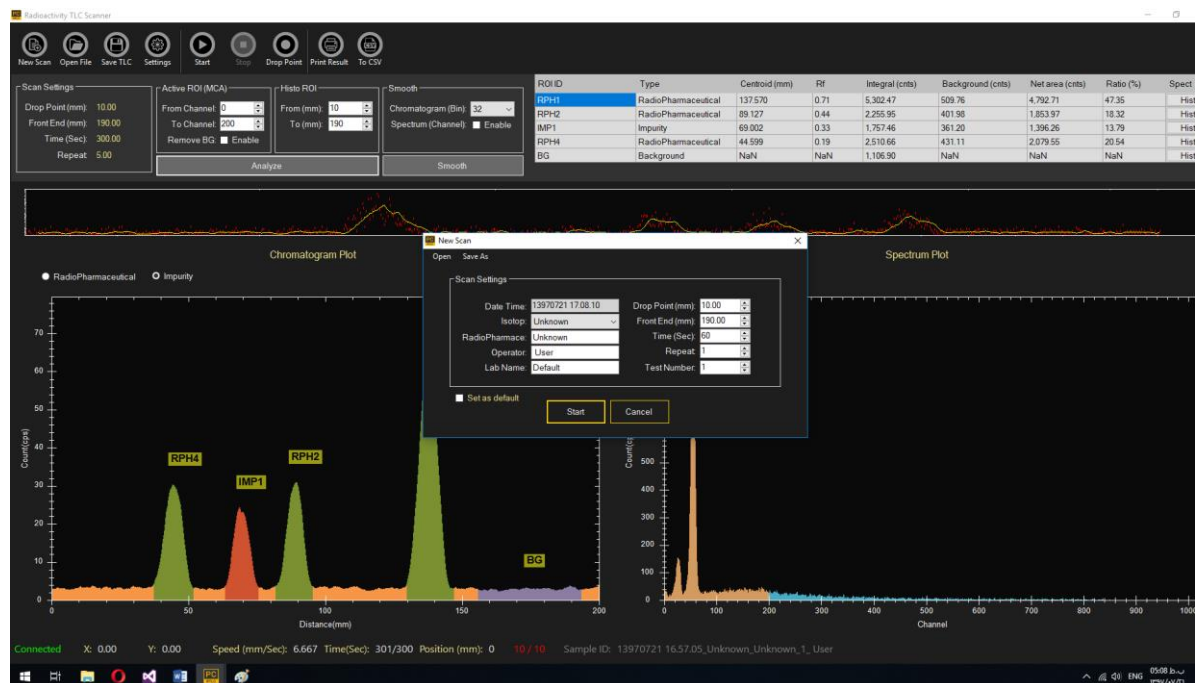 Radioactivity TLC Scanner
New Scan Open File Save TLC Settings Start Stop Drop Point Print Result To CSV
Scan Settings
Drop Point(mm): 10.00
Front End (mm): 190.00
Time (Sec): 300.00
Repeat: 5.00
Active ROI (MCA)
From Channel: 0
To Channel: 200
Remove BG: Enable
Histo ROI
From (mm): 10
To (mm): 190
Smooth
Chromatogram (Bin): 32
Spectrum (Channel): Enable
Analyze
Smooth
ROI ID Type Centroid (mm) Rf Integral (cnts) Background (cnts) Net area (cnts) Ratio (%) Spect
RPH1 RadioPharmaceutical 137.570 0.71 5,302.47 509.76 4,792.71 47.35 Hist
RPH2 RadioPharmaceutical 89.127 0.44 2,255.95 401.98 1,853.97 18.32 Hist
IMP1 Impurity 69.002 0.33 1,757.46 361.20 1,396.26 13.79 Hist
RPH4 RadioPharmaceutical 44.599 0.19 2,510.66 431.11 2,079.55 20.54 Hist
BG Background NaN NaN 1,106.90 NaN NaN NaN Hist
Chromatogram Plot
RadioPharmaceutical Impurity
Count(cps)
70
60
50
40
30
20
10
0
RPH4
IMP1
RPH2
BG
0 50 100 150 200
Distance(mm)
New Scan
Open Save As
Scan Settings
Date Time: 13970721 17.08.10
Isotop: Unknown
RadioPharmace: Unknown
Operator: User
Lab Name: Default
Drop Point (mm): 10.00
Front End (mm): 190.00
Time (Sec): 60
Repeat: 1
Test Number: 1
Set as default
Start Cancel
Spectrum Plot
500
400
300
200
100
0
0 100 200 300 400 500 600 700 800 900 1000
Channel
Connected X: 0.00 Y: 0.00 Speed (mm/Sec): 6.667 Time(Sec): 301/300 Position (mm): 0 10 / 10 Sample ID: 13970721 16.57.05_Unknown_Unknown_1_ User
ENG 05:08